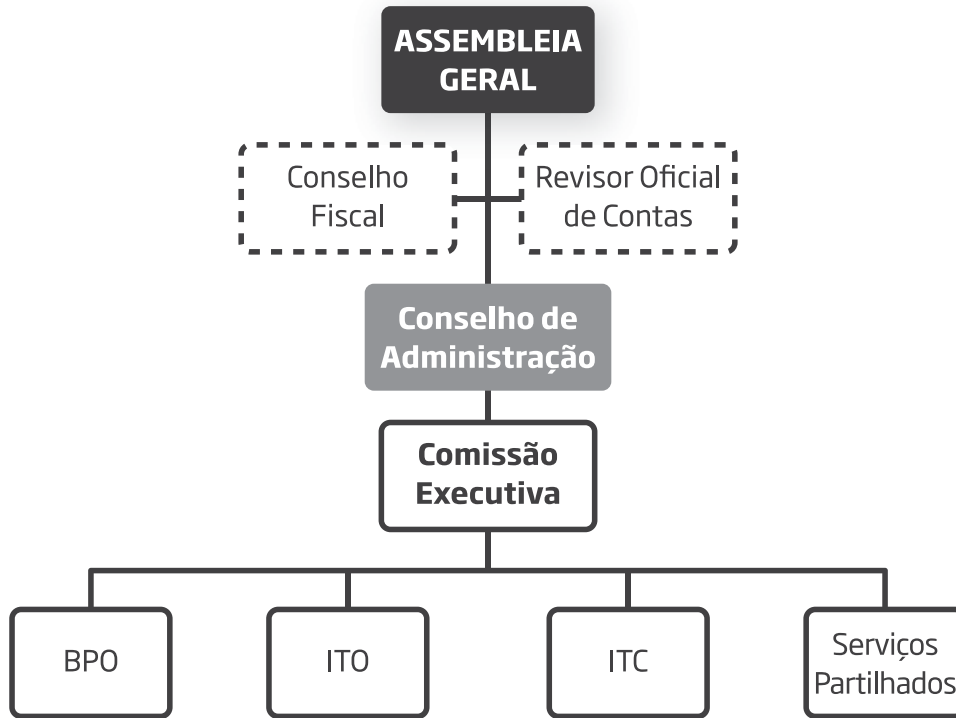 ASSEMBLEIA
GERAL
Conselho
Fiscal
Revisor Oficial
de Contas
Conselho de
Administração
Comissão
Executiva
BPO
ITO
ITC
Serviços
Partilhados